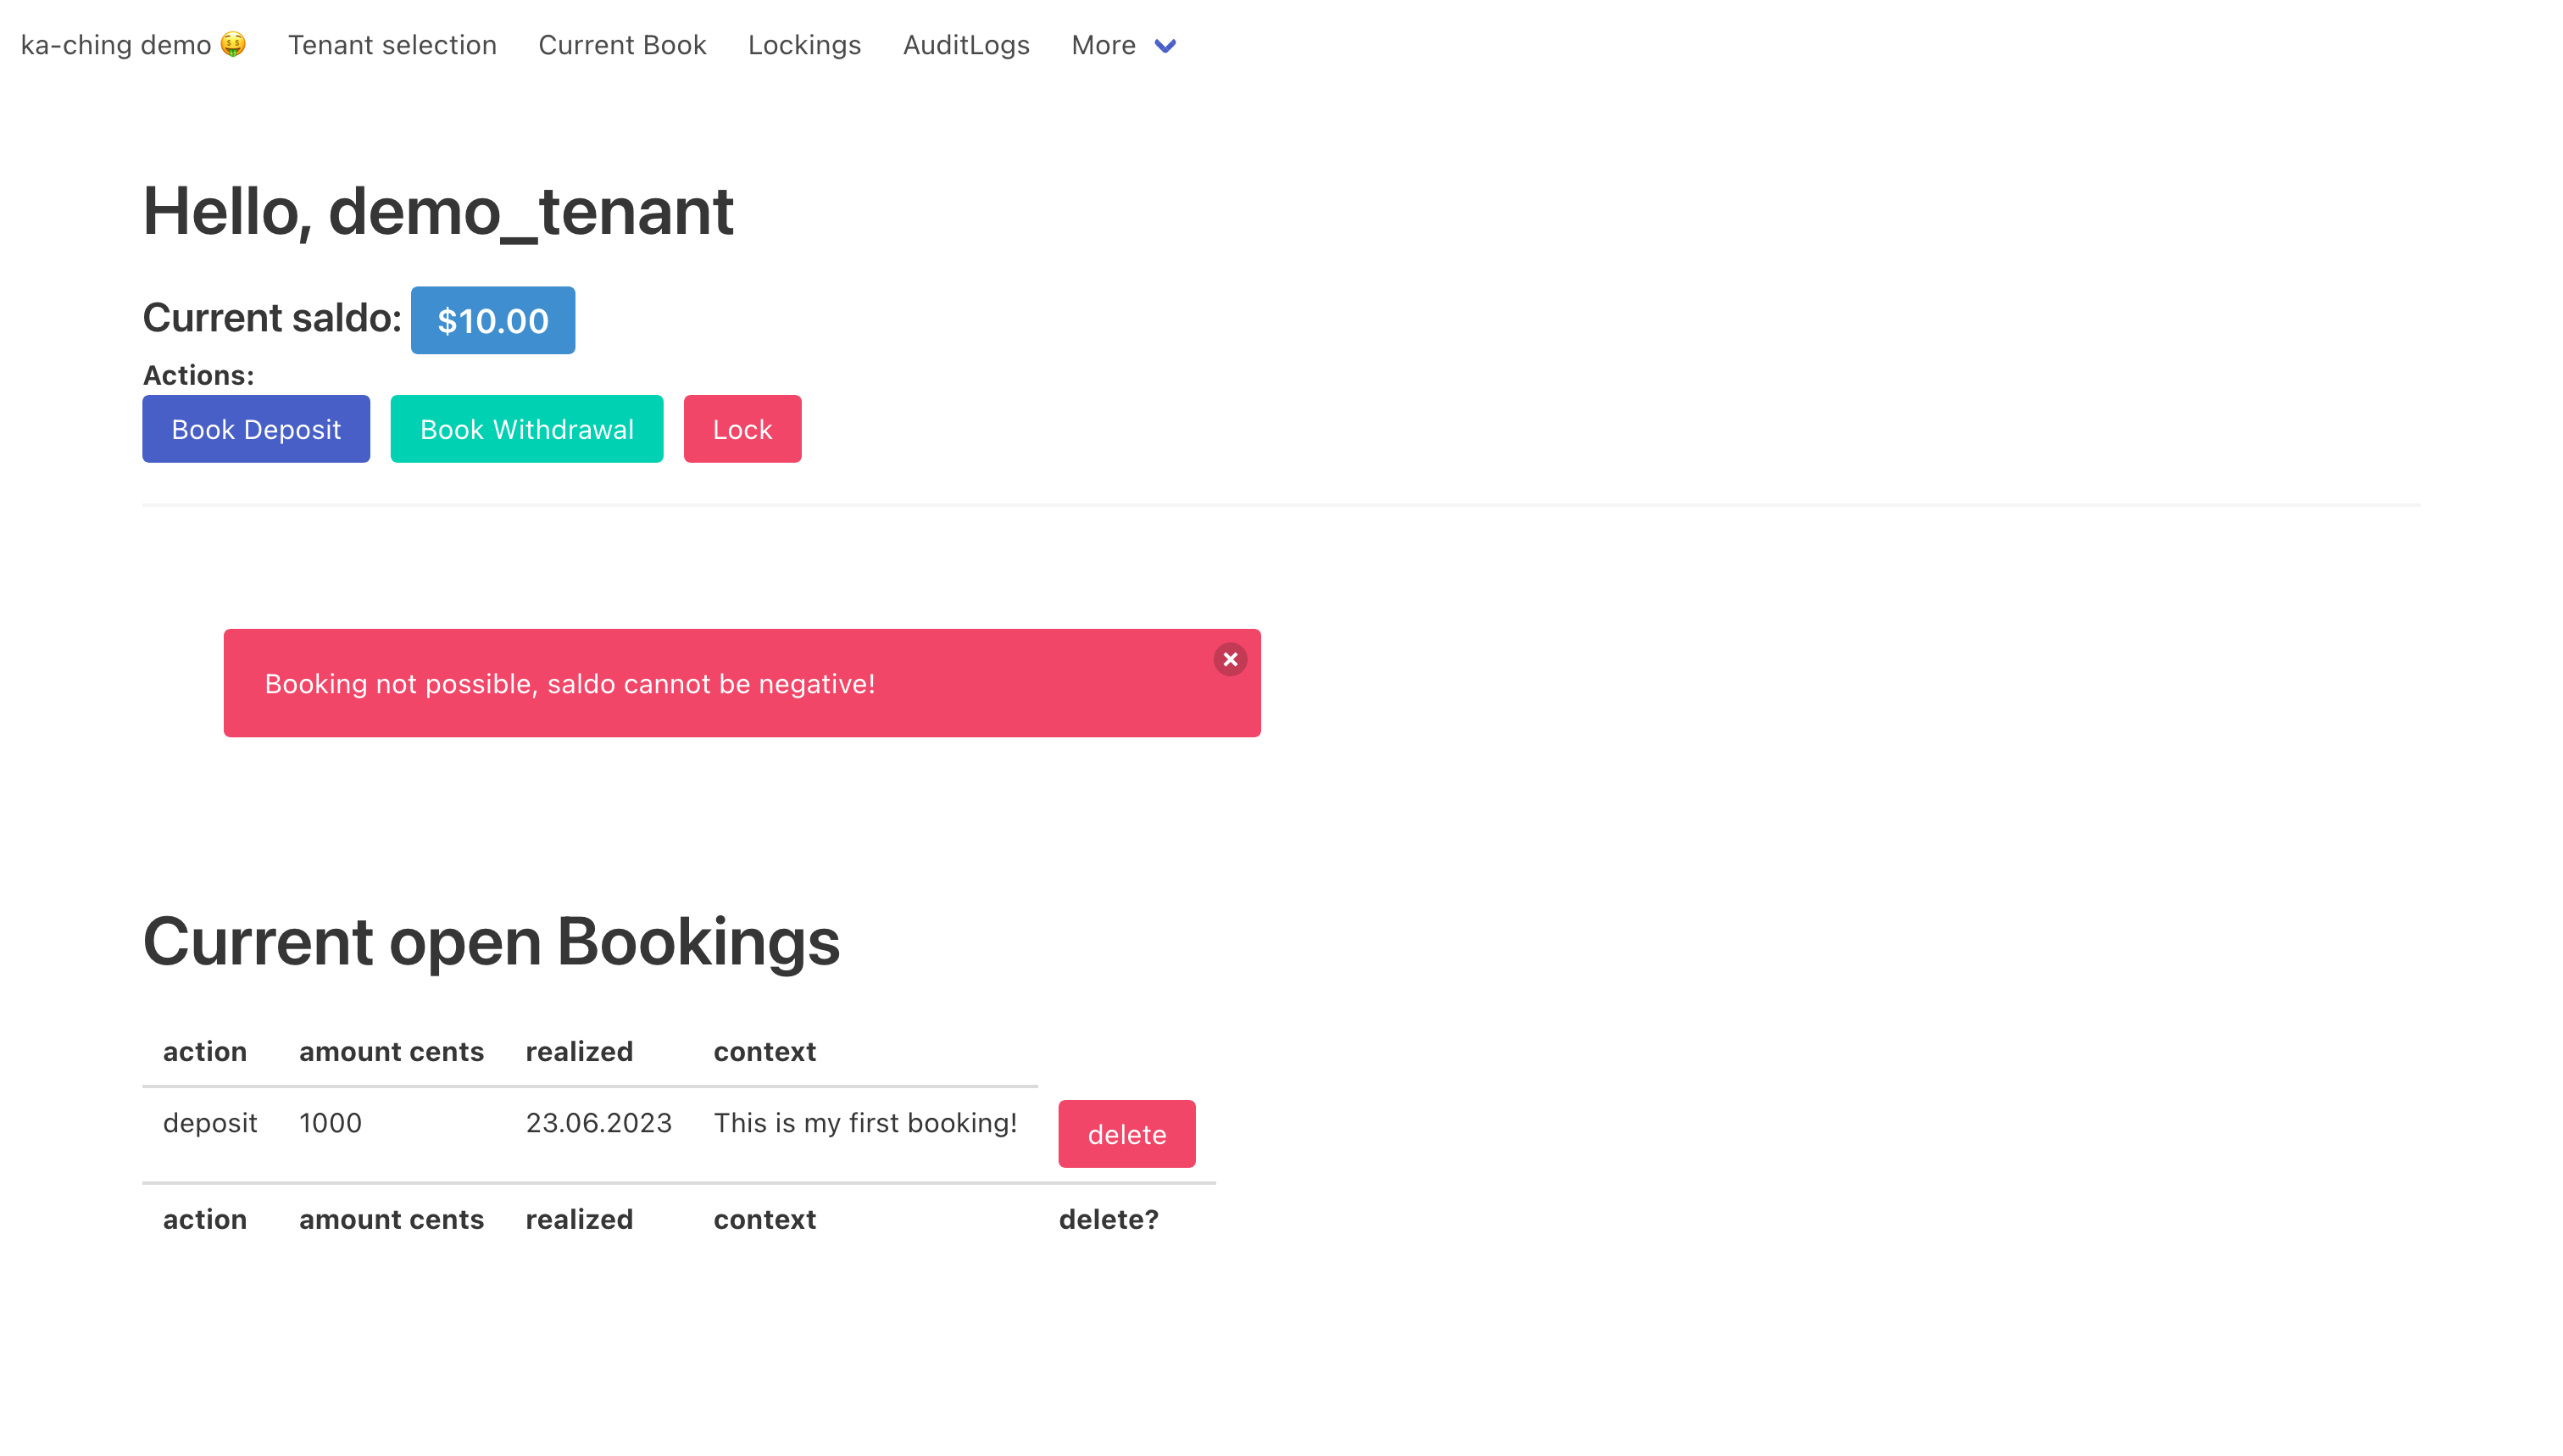 ka-ching demo 🤑 Tenant selection Current Book Lockings AuditLogs More
Hello, demo_tenant
Current saldo: $10.00
Actions:
Book Deposit Book Withdrawal Lock
Booking not possible, saldo cannot be negative!
Current open Bookings
action amount cents realized context
deposit 1000 23.06.2023 This is my first booking! delete
action amount cents realized context delete?